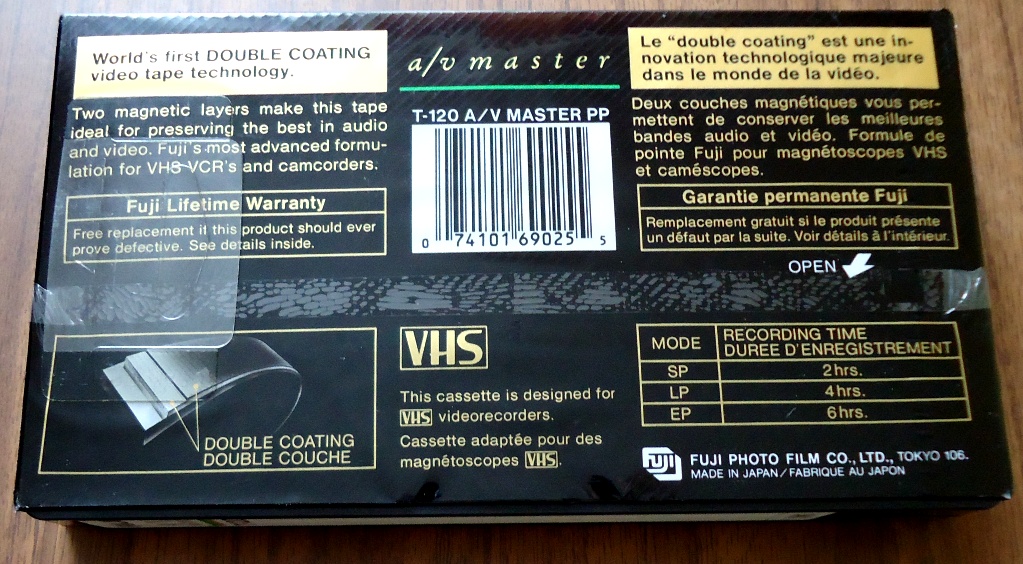 World's first DOUBLE COATING
video tape technology.
Two magnetic layers make this tape
ideal for preserving the best in audio
and video. Fuji's most advanced formu-
lation for VHS VCR's and camcorders.
Fuji Lifetime Warranty
Free replacement if this product should ever
prove defective. See details inside.
a/v master
T-120 A/V MASTER PP
0 74101 69025 5
Le "double coating" est une in-
novation technologique majeure
dans le monde de la vidéo.
Deux couches magnétiques vous per-
mettent de conserver les meilleures
bandes audio et vidéo. Formule de
pointe Fuji pour magnétoscopes VHS
et caméscopes.
Garantie permanente Fuji
Remplacement gratuit si le produit présente
un défaut par la suite. Voir détails à l'intérieur.
OPEN
DOUBLE COATING
DOUBLE COUCHE
VHS
This cassette is designed for
VHS videorecorders.
Cassette adaptée pour des
magnétoscopes VHS.
MODE RECORDING TIME
DUREE D'ENREGISTREMENT
SP 2hrs.
LP 4hrs.
EP 6hrs.
FUJI FUJI PHOTO FILM CO., LTD., TOKYO 106.
MADE IN JAPAN/FABRIQUE AU JAPON